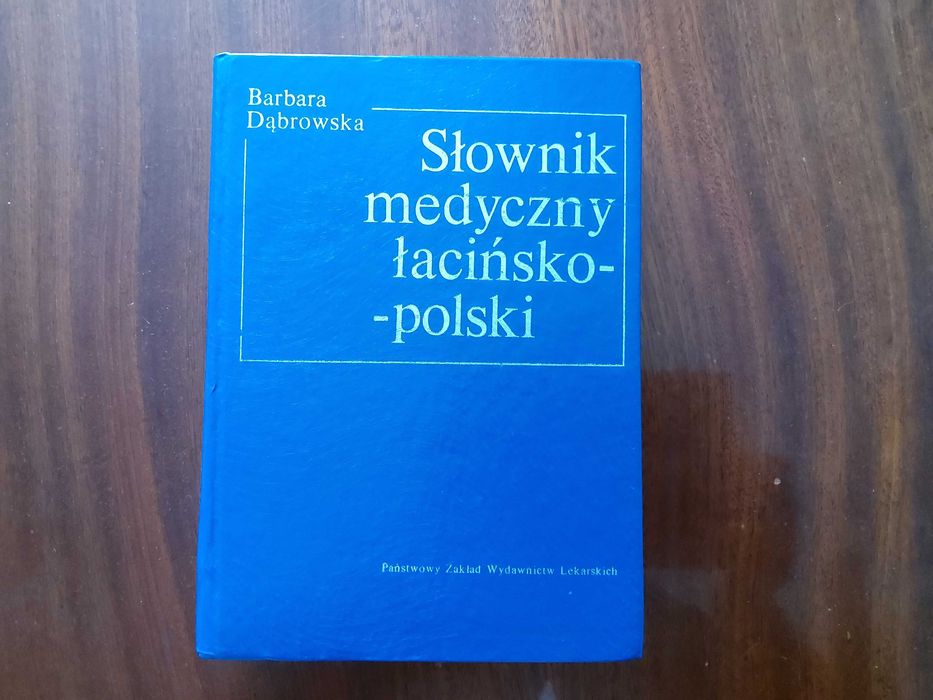 Barbara
Dąbrowska
Słownik
medyczny
łacińsko-
-polski
Państwowy Zakład Wydawnictw Lekarskich